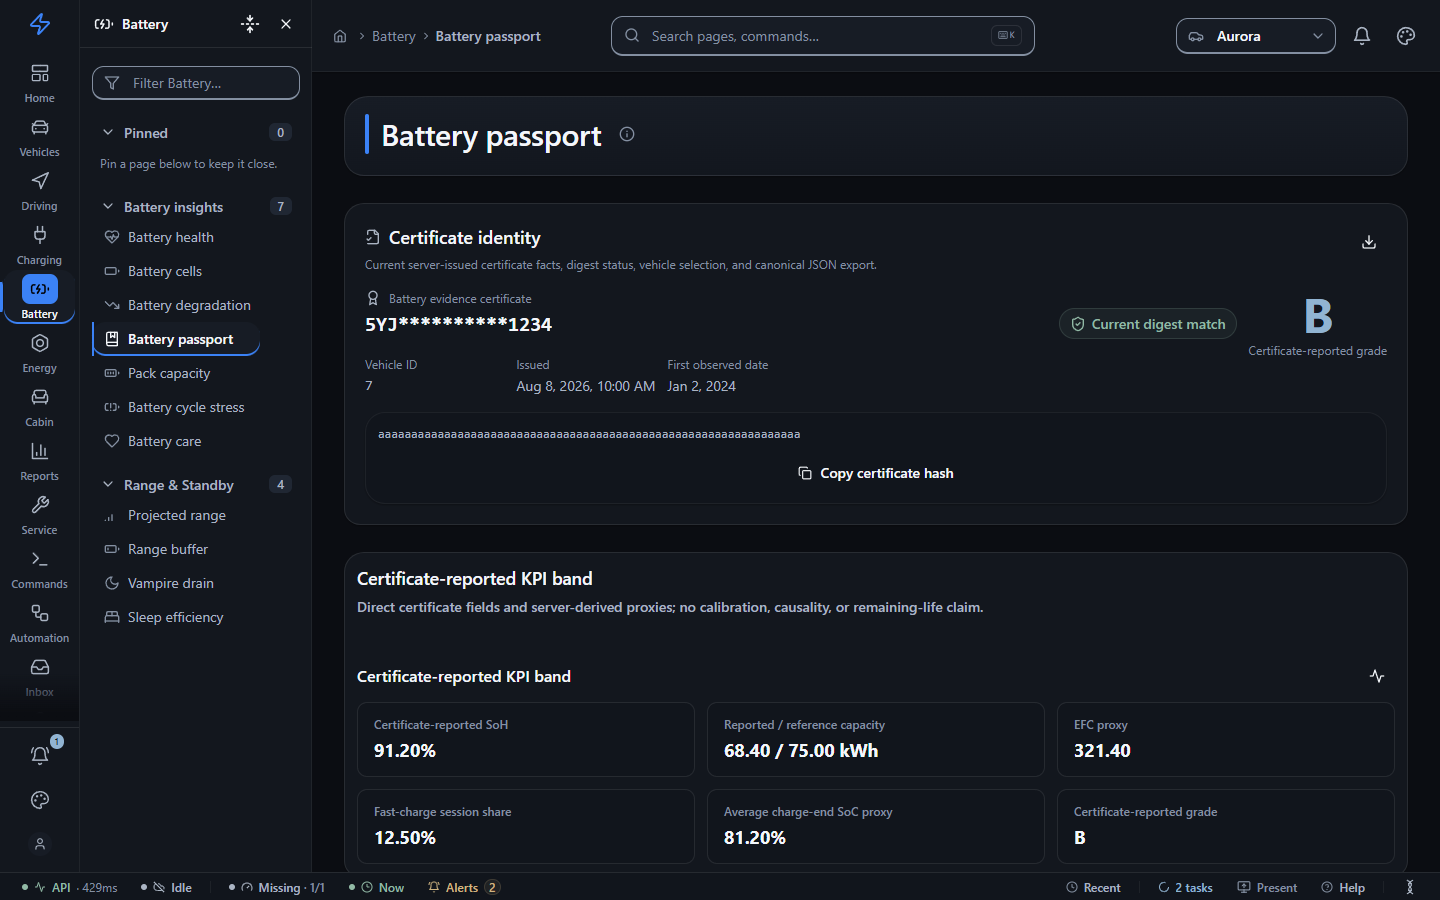 Battery
Battery > Battery passport
Search pages, commands...
K
Aurora
Home
Vehicles
Driving
Charging
Battery
Energy
Cabin
Reports
Service
Commands
Automation
Inbox
1
Filter Battery...
Pinned 0
Pin a page below to keep it close.
Battery insights 7
Battery health
Battery cells
Battery degradation
Battery passport
Pack capacity
Battery cycle stress
Battery care
Range & Standby 4
Projected range
Range buffer
Vampire drain
Sleep efficiency
Battery passport
Certificate identity
Current server-issued certificate facts, digest status, vehicle selection, and canonical JSON export.
Battery evidence certificate
5YJ**********1234
Current digest match
B
Certificate-reported grade
Vehicle ID Issued First observed date
7 Aug 8, 2026, 10:00 AM Jan 2, 2024
aaaaaaaaaaaaaaaaaaaaaaaaaaaaaaaaaaaaaaaaaaaaaaaaaaaaaaaaaaaaaaaa
Copy certificate hash
Certificate-reported KPI band
Direct certificate fields and server-derived proxies; no calibration, causality, or remaining-life claim.
Certificate-reported KPI band
Certificate-reported SoH
91.20%
Reported / reference capacity
68.40 / 75.00 kWh
EFC proxy
321.40
Fast-charge session share
12.50%
Average charge-end SoC proxy
81.20%
Certificate-reported grade
B
API · 429ms Idle Missing · 1/1 Now Alerts 2 Recent 2 tasks Present Help